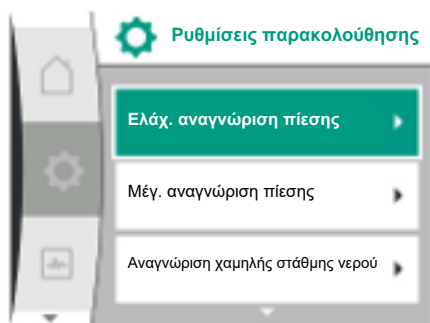 Ρυθμίσεις παρακολούθησης
Ελάχ. αναγνώριση πίεσης
Μέγ. αναγνώριση πίεσης
Αναγνώριση χαμηλής στάθμης νερού